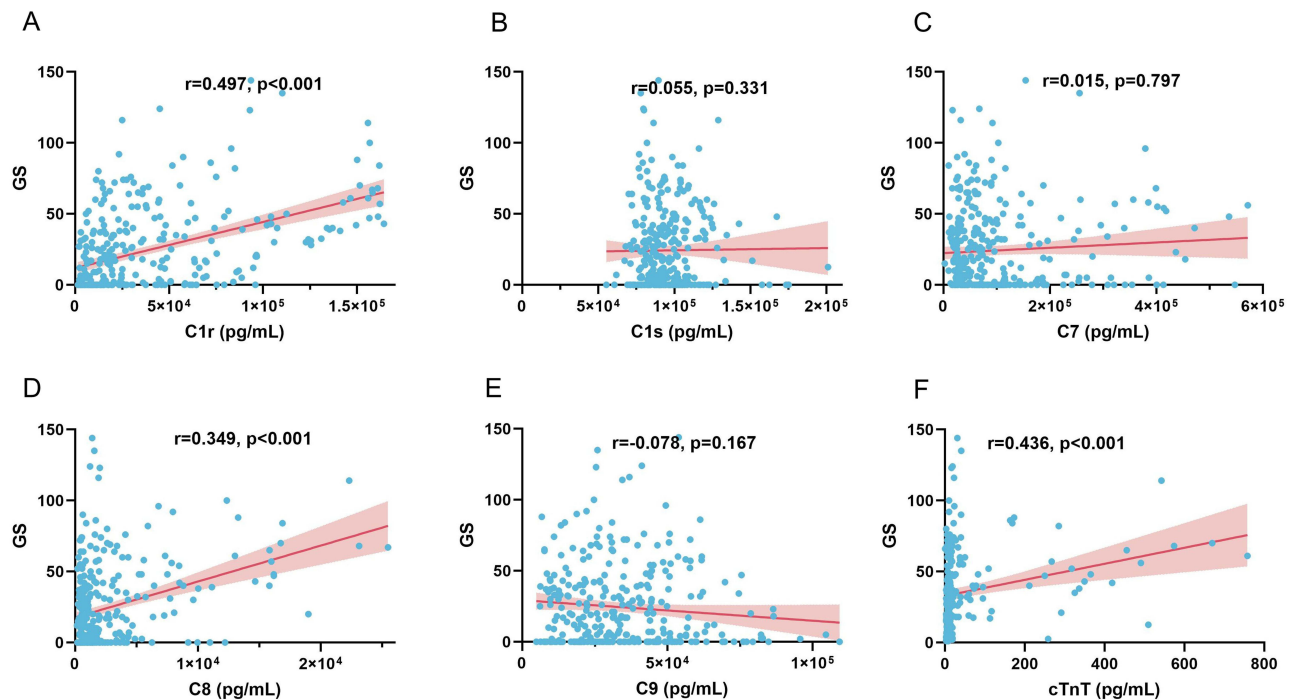 A
r=0.497, p<0.001
150
100
50
0
GS
0
5×10⁴
1×10⁵
1.5×10⁵
C1r (pg/mL)
B
r=0.055, p=0.331
150
100
50
0
GS
0
5×10⁴
1×10⁵
1.5×10⁵
2×10⁵
C1s (pg/mL)
C
r=0.015, p=0.797
150
100
50
0
GS
0
2×10⁵
4×10⁵
6×10⁵
C7 (pg/mL)
D
r=0.349, p<0.001
150
100
50
0
GS
0
1×10⁴
2×10⁴
C8 (pg/mL)
E
r=-0.078, p=0.167
150
100
50
0
GS
0
5×10⁴
1×10⁵
C9 (pg/mL)
F
r=0.436, p<0.001
150
100
50
0
GS
0
200
400
600
800
cTnT (pg/mL)